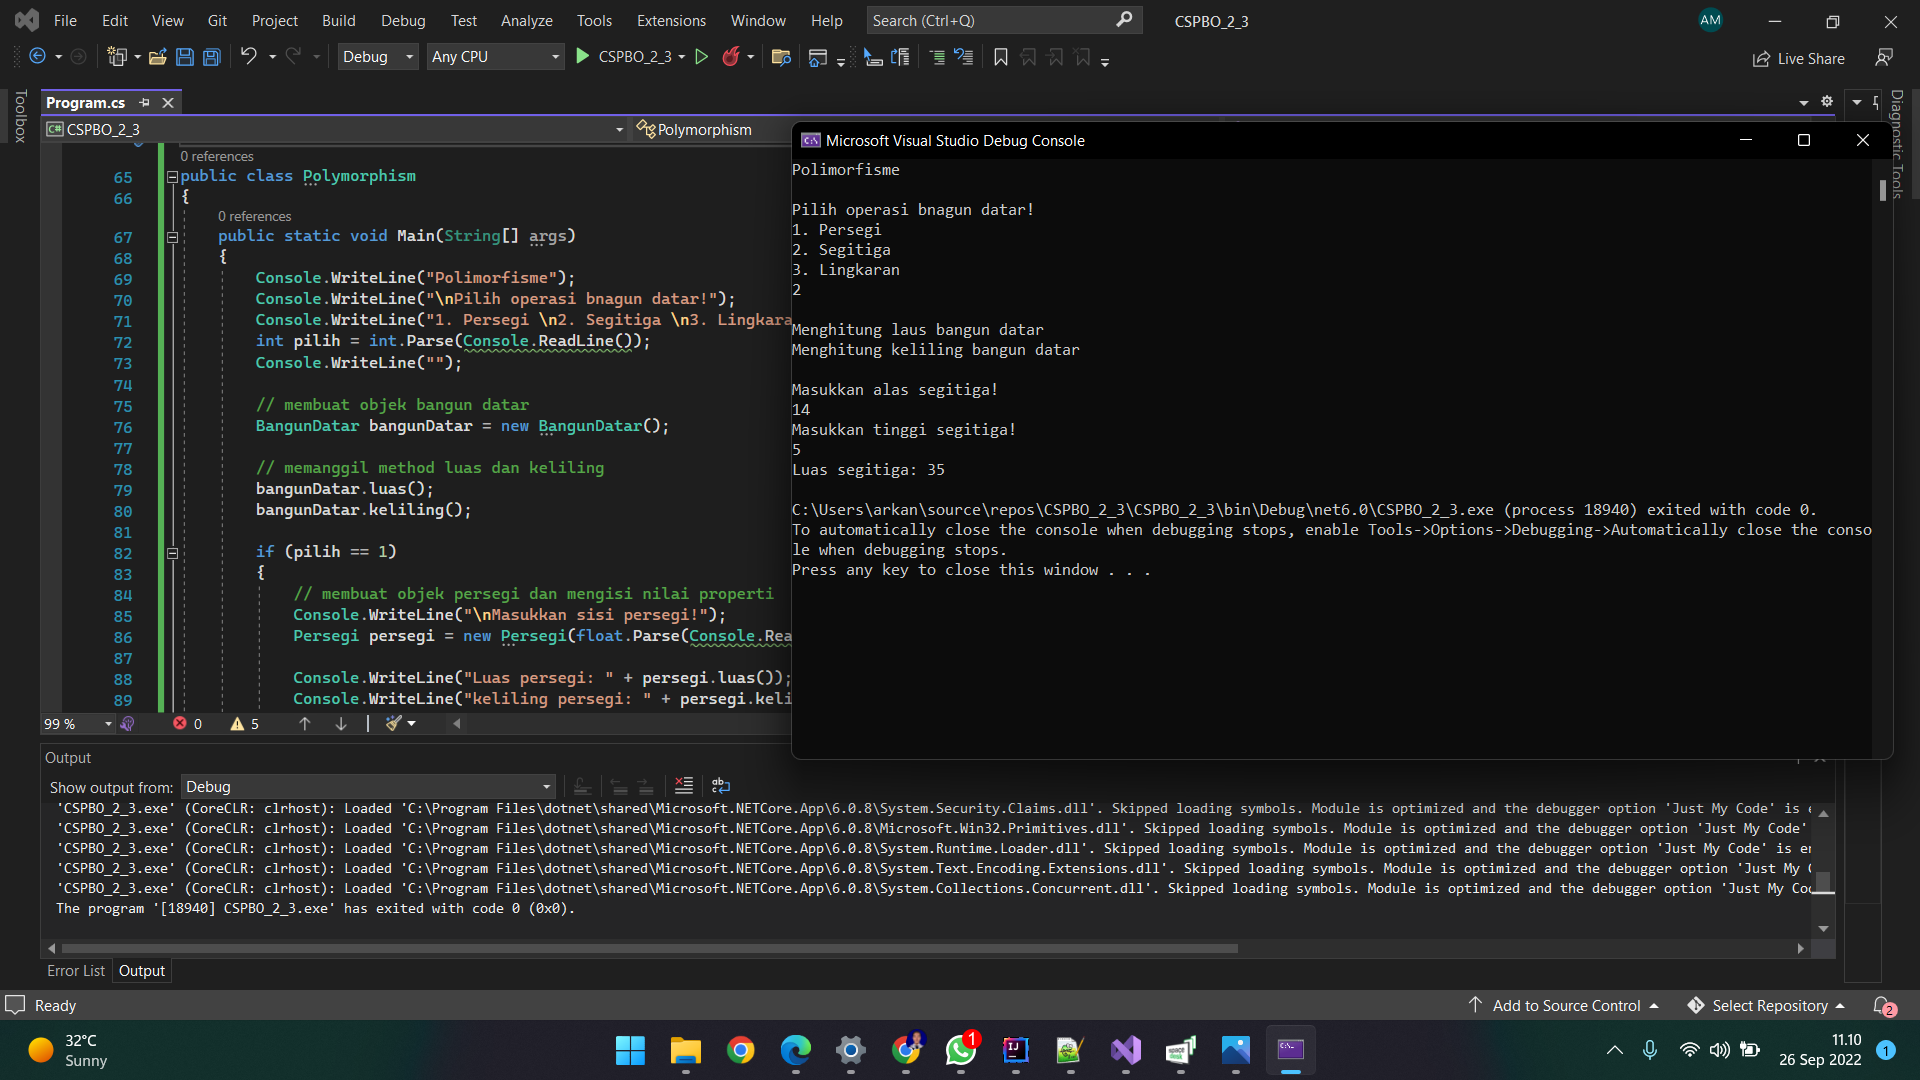 File Edit View Git Project Build Debug Test Analyze Tools Extensions Window Help Search (Ctrl+Q) CSPBO_2_3 AM
Debug Any CPU CSPBO_2_3 Live Share
Toolbox
Program.cs
CSPBO_2_3 Polymorphism
0 references
65 public class Polymorphism
66 {
0 references
67 public static void Main(String[] args)
68 {
69 Console.WriteLine("Polimorfisme");
70 Console.WriteLine("\nPilih operasi bnagun datar!");
71 Console.WriteLine("1. Persegi \n2. Segitiga \n3. Lingkara
72 int pilih = int.Parse(Console.ReadLine());
73 Console.WriteLine("");
74
75 // membuat objek bangun datar
76 BangunDatar bangunDatar = new BangunDatar();
77
78 // memanggil method luas dan keliling
79 bangunDatar.luas();
80 bangunDatar.keliling();
81
82 if (pilih == 1)
83 {
84 // membuat objek persegi dan mengisi nilai properti
85 Console.WriteLine("\nMasukkan sisi persegi!");
86 Persegi persegi = new Persegi(float.Parse(Console.Rea
87
88 Console.WriteLine("Luas persegi: " + persegi.luas());
89 Console.WriteLine("keliling persegi: " + persegi.keli
99 % 0 5
Microsoft Visual Studio Debug Console
Polimorfisme
Pilih operasi bnagun datar!
1. Persegi
2. Segitiga
3. Lingkaran
2
Menghitung laus bangun datar
Menghitung keliling bangun datar
Masukkan alas segitiga!
14
Masukkan tinggi segitiga!
5
Luas segitiga: 35
C:\Users\arkan\source\repos\CSPBO_2_3\CSPBO_2_3\bin\Debug\net6.0\CSPBO_2_3.exe (process 18940) exited with code 0.
To automatically close the console when debugging stops, enable Tools->Options->Debugging->Automatically close the conso
le when debugging stops.
Press any key to close this window . . .
Diagnostic Tools
Output
Show output from: Debug
'CSPBO_2_3.exe' (CoreCLR: clrhost): Loaded 'C:\Program Files\dotnet\shared\Microsoft.NETCore.App\6.0.8\System.Security.Claims.dll'. Skipped loading symbols. Module is optimized and the debugger option 'Just My Code' is
'CSPBO_2_3.exe' (CoreCLR: clrhost): Loaded 'C:\Program Files\dotnet\shared\Microsoft.NETCore.App\6.0.8\Microsoft.Win32.Primitives.dll'. Skipped loading symbols. Module is optimized and the debugger option 'Just My Code'
'CSPBO_2_3.exe' (CoreCLR: clrhost): Loaded 'C:\Program Files\dotnet\shared\Microsoft.NETCore.App\6.0.8\System.Runtime.Loader.dll'. Skipped loading symbols. Module is optimized and the debugger option 'Just My Code' is en
'CSPBO_2_3.exe' (CoreCLR: clrhost): Loaded 'C:\Program Files\dotnet\shared\Microsoft.NETCore.App\6.0.8\System.Text.Encoding.Extensions.dll'. Skipped loading symbols. Module is optimized and the debugger option 'Just My C
'CSPBO_2_3.exe' (CoreCLR: clrhost): Loaded 'C:\Program Files\dotnet\shared\Microsoft.NETCore.App\6.0.8\System.Collections.Concurrent.dll'. Skipped loading symbols. Module is optimized and the debugger option 'Just My Co
The program '[18940] CSPBO_2_3.exe' has exited with code 0 (0x0).
Error List Output
Ready Add to Source Control Select Repository 2
32°C
Sunny
1
11.10
26 Sep 2022 1